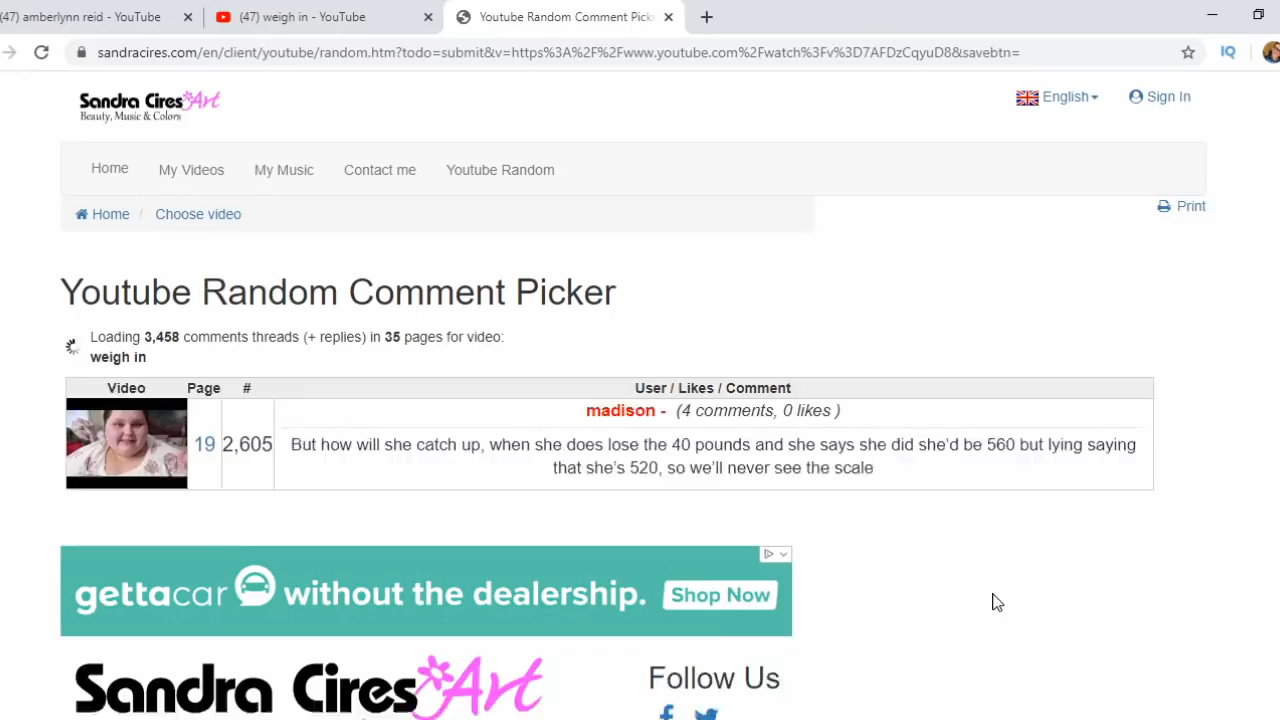 (47) amberlynn reid - YouTube
(47) weigh in - YouTube
Youtube Random Comment Pick
sandracires.com/en/client/youtube/random.htm?todo=submit&v=https%3A%2F%2Fwww.youtube.com%2Fwatch%3Fv%3D7AFDzCqyuD8&savebtn=
IQ
Sandra Cires Art
Beauty, Music & Colors
English
Sign In
Home
My Videos
My Music
Contact me
Youtube Random
Home / Choose video
Print
Youtube Random Comment Picker
Loading 3,458 comments threads (+ replies) in 35 pages for video:
weigh in
Video Page # User / Likes / Comment
madison - (4 comments, 0 likes )
19 2,605 But how will she catch up, when she does lose the 40 pounds and she says she did she'd be 560 but lying saying
that she's 520, so we'll never see the scale
gettacar without the dealership. Shop Now
Sandra Cires Art
Follow Us